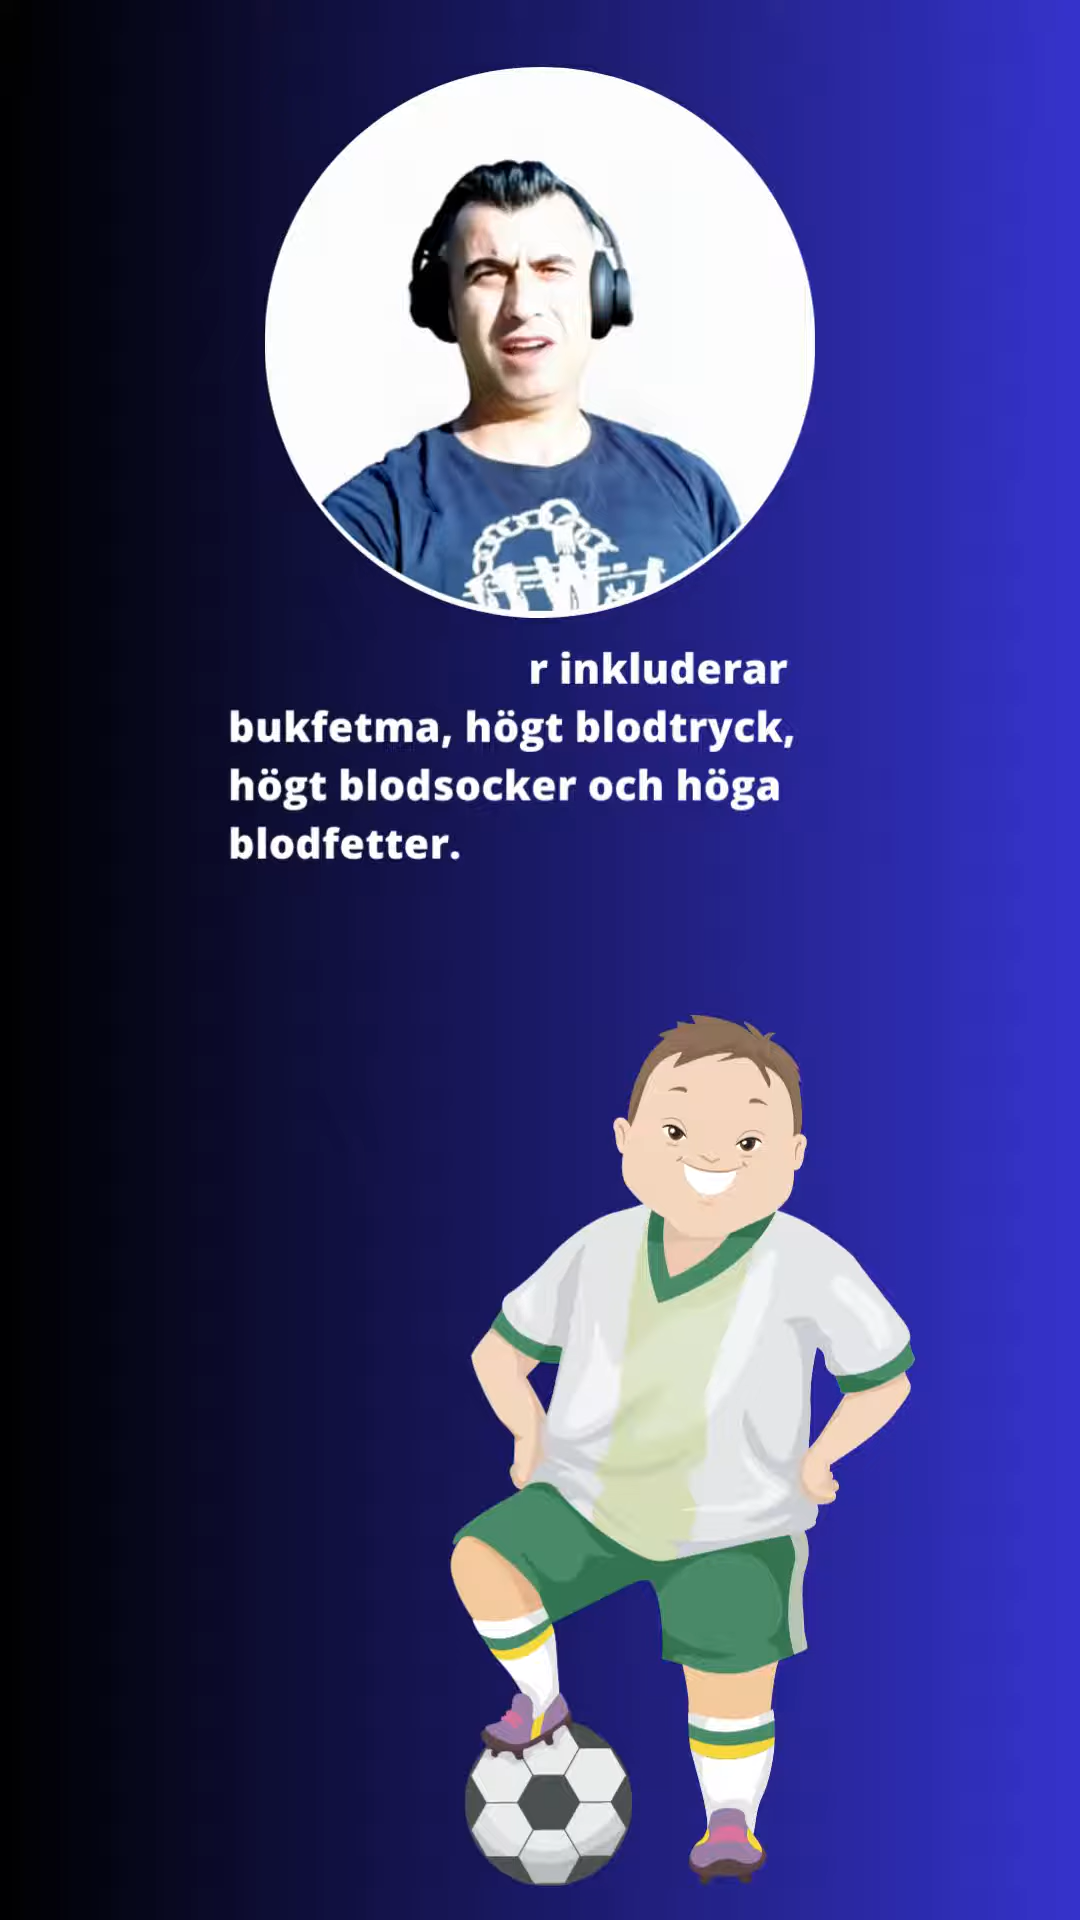 r inkluderar
bukfetma, högt blodtryck,
högt blodsocker och höga
blodfetter.